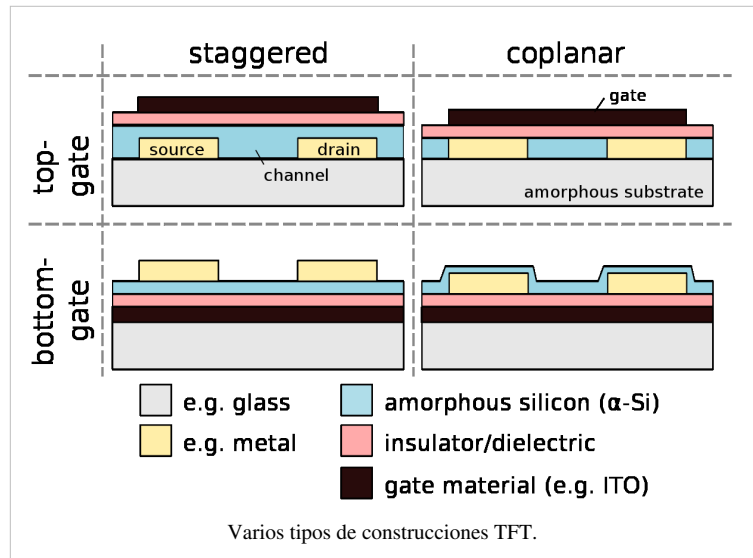 staggered
coplanar
top-
gate
source
drain
channel
gate
amorphous substrate
bottom-
gate
e.g. glass
amorphous silicon (α-Si)
e.g. metal
insulator/dielectric
gate material (e.g. ITO)
Varios tipos de construcciones TFT.